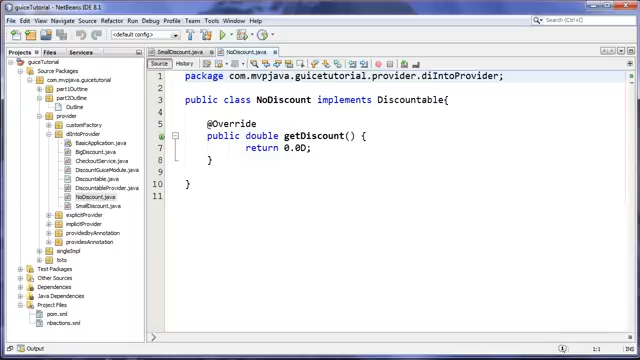 guiceTutorial - NetBeans IDE 8.1
File Edit View Navigate Source Refactor Run Debug Profile Team Tools Window Help
Search (Ctrl+I)
<default config>
Projects Files Services
SmallDiscount.java NoDiscount.java
Source History
guiceTutorial
Source Packages
com.mvpjava.guicetutorial
part1Outline
part2Outline
Outline
provider
customFactory
diIntoProvider
BasicApplication.java
BigDiscount.java
CheckoutService.java
DiscountGuiceModule.java
Discountable.java
DiscountableProvider.java
NoDiscount.java
SmallDiscount.java
explicitProvider
implicitProvider
providedbyAnnotation
providesAnnotation
singleImpl
toto
Test Packages
Other Sources
Dependencies
Java Dependencies
Project Files
pom.xml
nbactions.xml
1 package com.mvpjava.guicetutorial.provider.diIntoProvider;
2
3 public class NoDiscount implements Discountable{
4
5 @Override
public double getDiscount() {
7 return 0.0D;
8 }
9
10 }
11
Output
1:1 INS